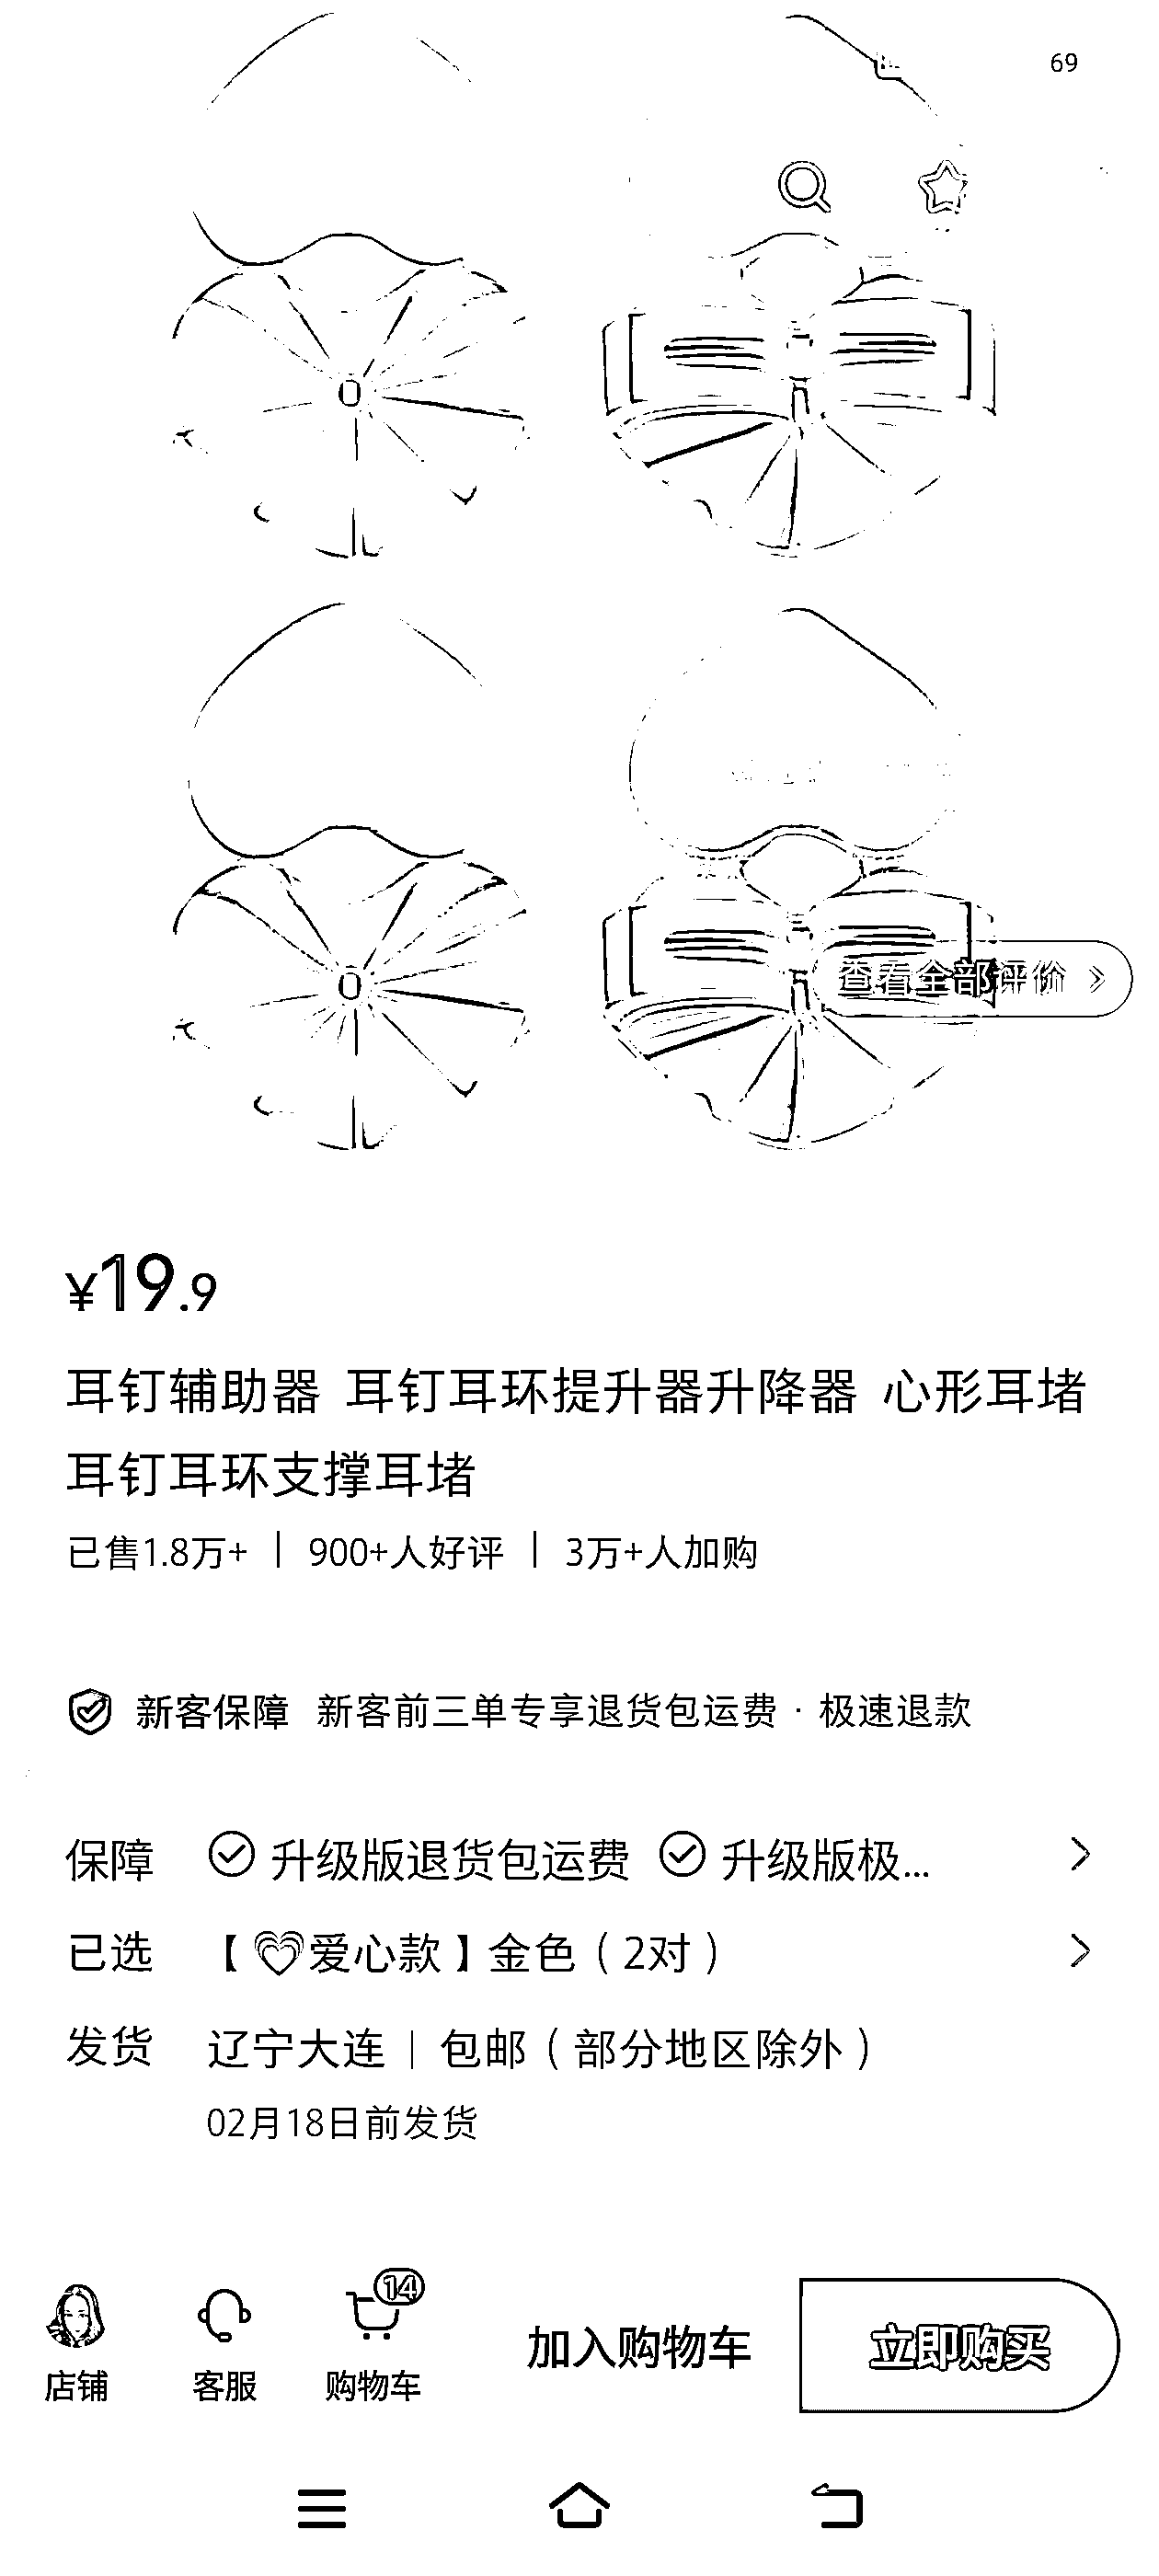 69
查看全部评价
¥19.9
耳钉辅助器 耳钉耳环提升器升降器 心形耳堵
耳钉耳环支撑耳堵
已售1.8万+ | 900+人好评 | 3万+人加购
新客保障 新客前三单专享退货包运费 · 极速退款
保障 升级版退货包运费 升级版极...
已选 【💗爱心款】金色(2对)
发货 辽宁大连 | 包邮(部分地区除外)
02月18日前发货
14
店铺 客服 购物车 加入购物车 立即购买